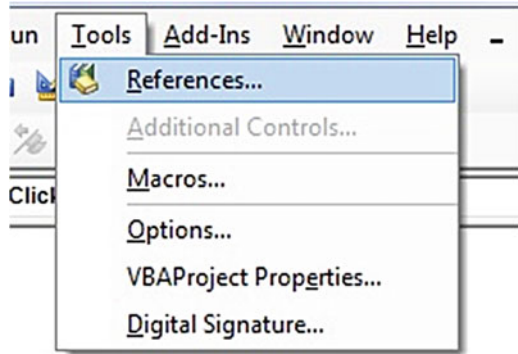 un Tools Add-Ins Window Help
References...
Additional Controls...
Macros...
Click
Options...
VBAProject Properties...
Digital Signature...